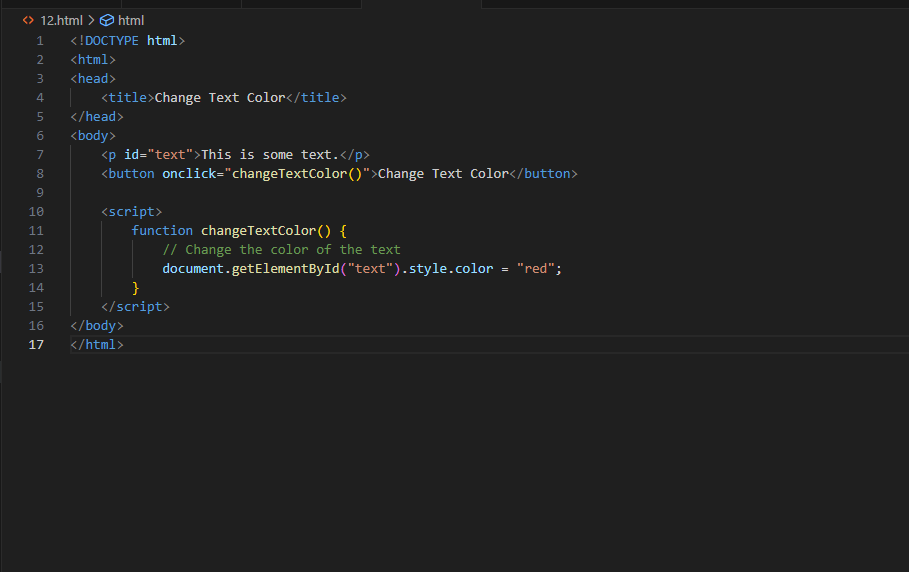 12.html > html
1 <!DOCTYPE html>
2 <html>
3 <head>
4     <title>Change Text Color</title>
5 </head>
6 <body>
7     <p id="text">This is some text.</p>
8     <button onclick="changeTextColor()">Change Text Color</button>
9
10     <script>
11         function changeTextColor() {
12             // Change the color of the text
13             document.getElementById("text").style.color = "red";
14         }
15     </script>
16 </body>
17 </html>